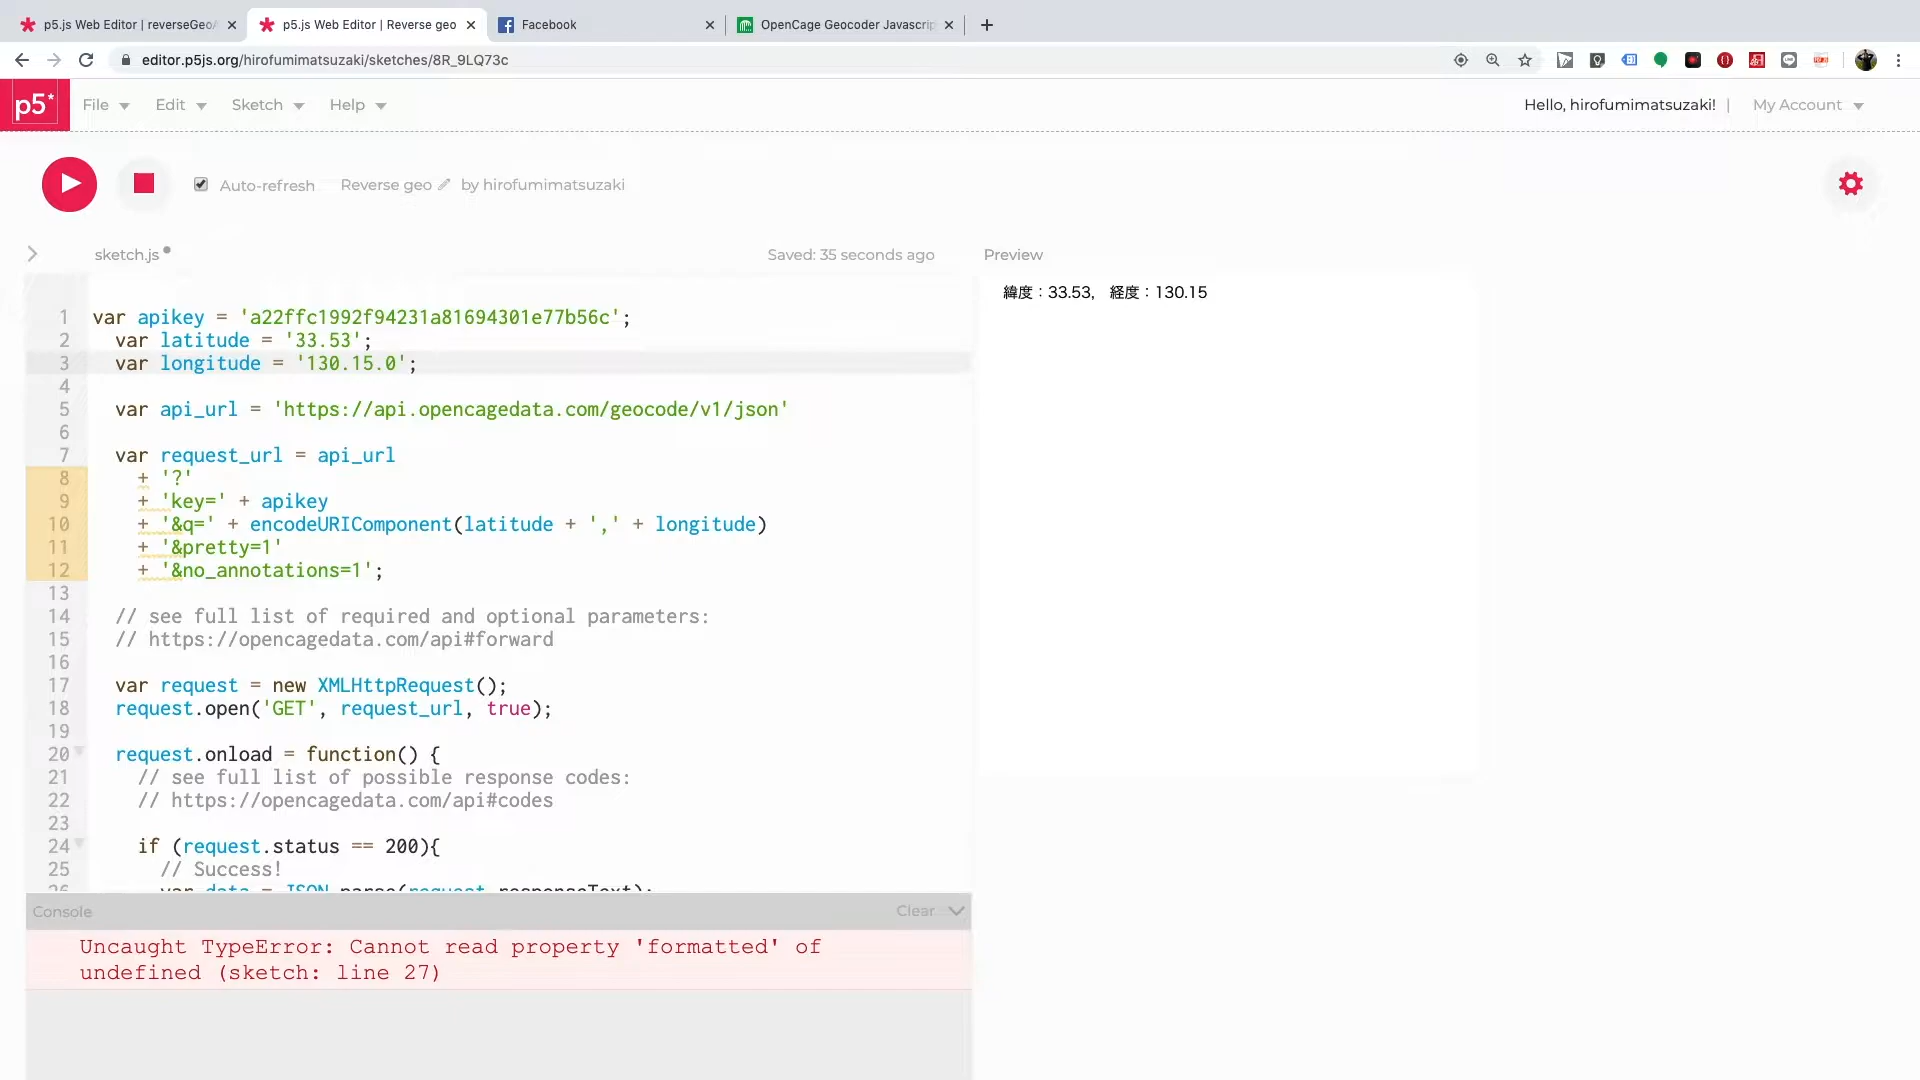 p5.js Web Editor | reverseGeo
p5.js Web Editor | Reverse geo
Facebook
OpenCage Geocoder Javascrip
editor.p5js.org/hirofumimatsuzaki/sketches/8R_9LQ73c
p5*
File
Edit
Sketch
Help
Hello, hirofumimatsuzaki! |
My Account
Auto-refresh
Reverse geo
by hirofumimatsuzaki
sketch.js
Saved: 35 seconds ago
Preview
緯度：33.53, 経度：130.15
1 var apikey = 'a22ffc1992f94231a81694301e77b56c';
2 var latitude = '33.53';
3 var longitude = '130.15.0';
4
5 var api_url = 'https://api.opencagedata.com/geocode/v1/json'
6
7 var request_url = api_url
8 + '?'
9 + 'key=' + apikey
10 + '&q=' + encodeURIComponent(latitude + ',' + longitude)
11 + '&pretty=1'
12 + '&no_annotations=1';
13
14 // see full list of required and optional parameters:
15 // https://opencagedata.com/api#forward
16
17 var request = new XMLHttpRequest();
18 request.open('GET', request_url, true);
19
20 request.onload = function() {
21 // see full list of possible response codes:
22 // https://opencagedata.com/api#codes
23
24 if (request.status == 200){
25 // Success!
26 var data = JSON.parse(request.responseText);
Console
Clear
Uncaught TypeError: Cannot read property 'formatted' of
undefined (sketch: line 27)